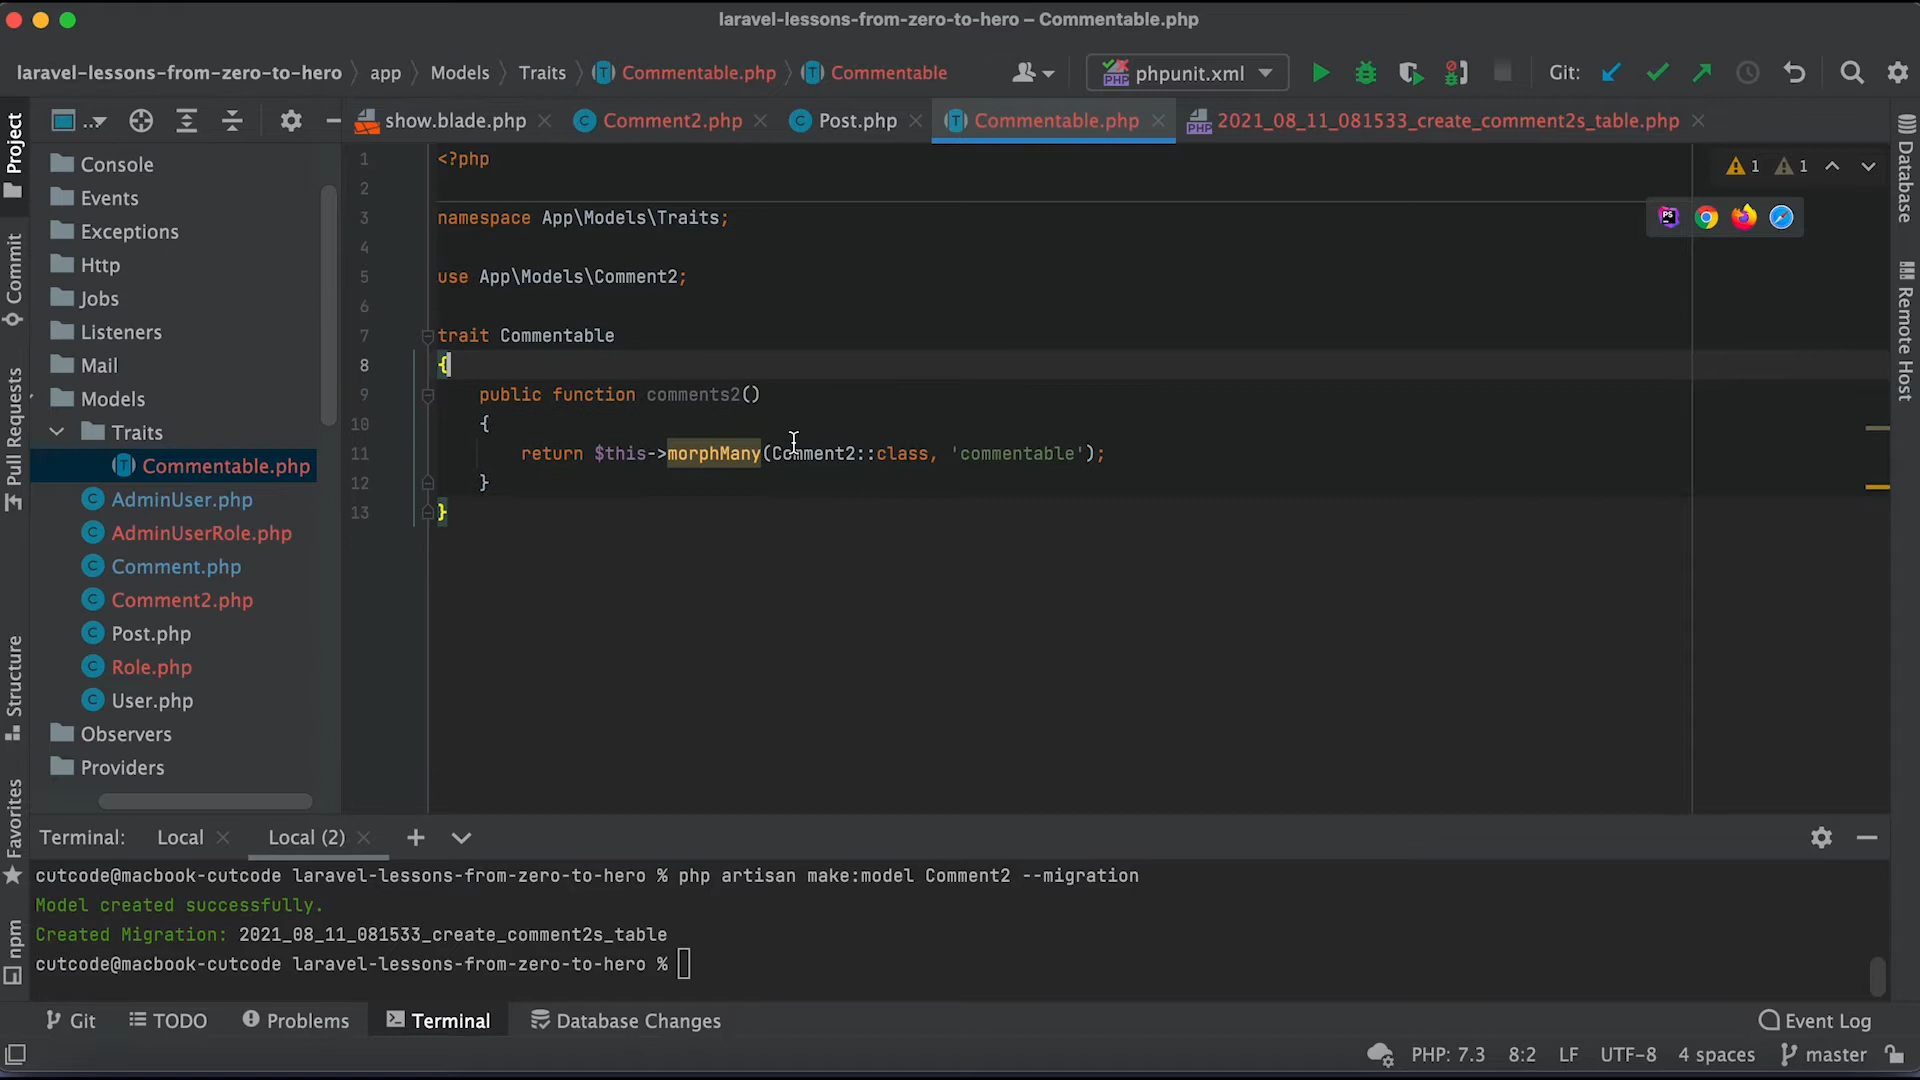 laravel-lessons-from-zero-to-hero – Commentable.php
laravel-lessons-from-zero-to-hero app Models Traits Commentable.php Commentable phpunit.xml Git:
show.blade.php Comment2.php Post.php Commentable.php 2021_08_11_081533_create_comment2s_table.php
Project
Commit
Pull Requests
Structure
Favorites
npm
Console
Events
Exceptions
Http
Jobs
Listeners
Mail
Models
Traits
Commentable.php
AdminUser.php
AdminUserRole.php
Comment.php
Comment2.php
Post.php
Role.php
User.php
Observers
Providers
1 <?php
2
3 namespace App\Models\Traits;
4
5 use App\Models\Comment2;
6
7 trait Commentable
8 {
9 public function comments2()
10 {
11 return $this->morphMany(Comment2::class, 'commentable');
12 }
13 }
1 1
PS
Database
Remote Host
Terminal: Local Local (2)
cutcode@macbook-cutcode laravel-lessons-from-zero-to-hero % php artisan make:model Comment2 --migration
Model created successfully.
Created Migration: 2021_08_11_081533_create_comment2s_table
cutcode@macbook-cutcode laravel-lessons-from-zero-to-hero %
Git TODO Problems Terminal Database Changes Event Log
PHP: 7.3 8:2 LF UTF-8 4 spaces master